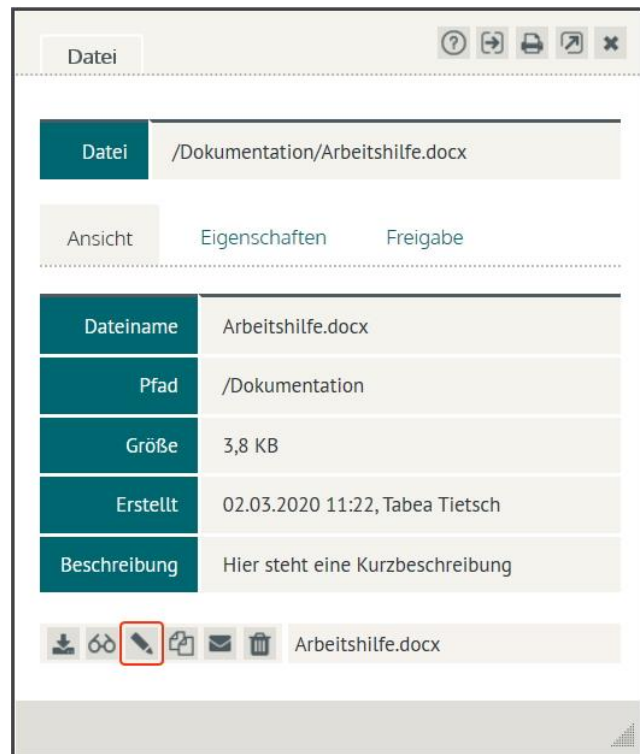 Datei
Datei /Dokumentation/Arbeitshilfe.docx
Ansicht Eigenschaften Freigabe
Dateiname Arbeitshilfe.docx
Pfad /Dokumentation
Größe 3,8 KB
Erstellt 02.03.2020 11:22, Tabea Tietsch
Beschreibung Hier steht eine Kurzbeschreibung
Arbeitshilfe.docx